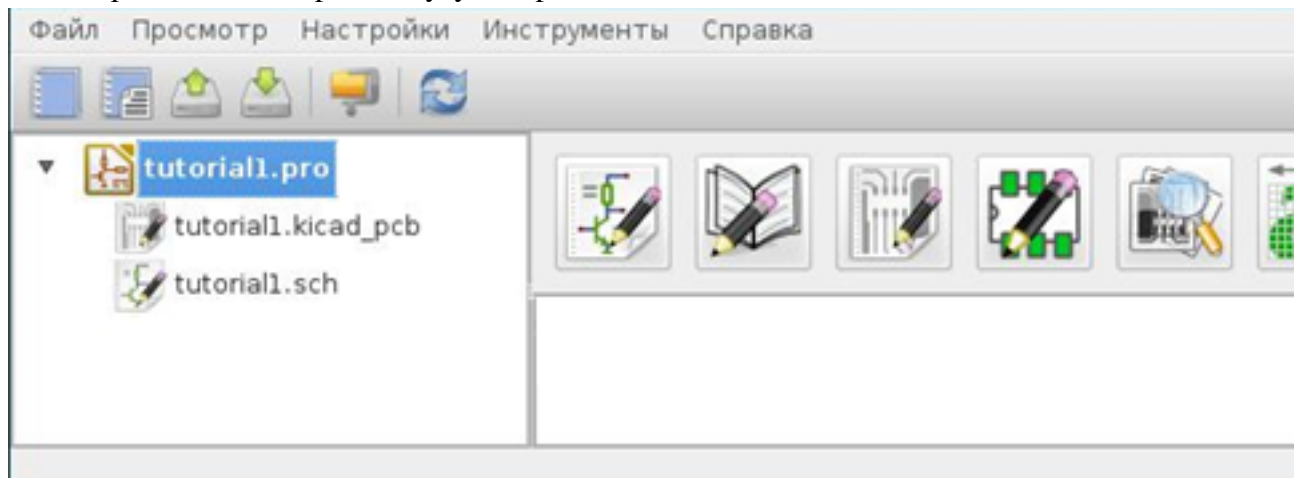 Файл Просмотр Настройки Инструменты Справка
tutorial1.pro
tutorial1.kicad_pcb
tutorial1.sch